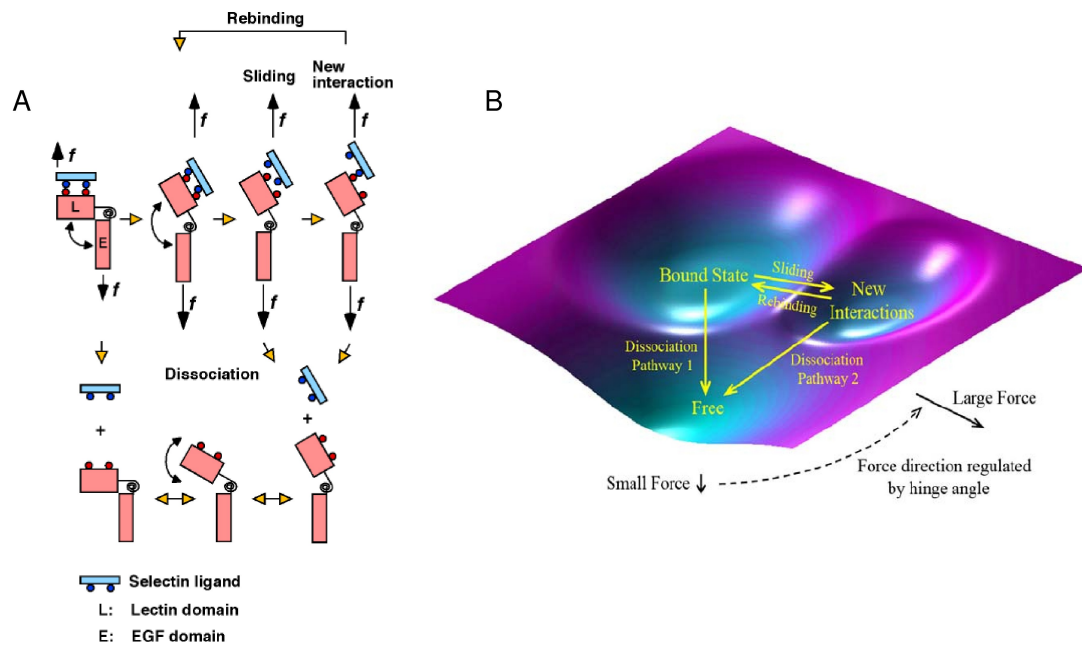 A
Rebinding
Sliding
New
interaction
f
f
f
f
L
E
f
f
f
f
Dissociation
+
+
Selectin ligand
L: Lectin domain
E: EGF domain
B
Bound State
Sliding
Rebinding
New
Interactions
Dissociation
Pathway 1
Dissociation
Pathway 2
Free
Large Force
Small Force
Force direction regulated
by hinge angle